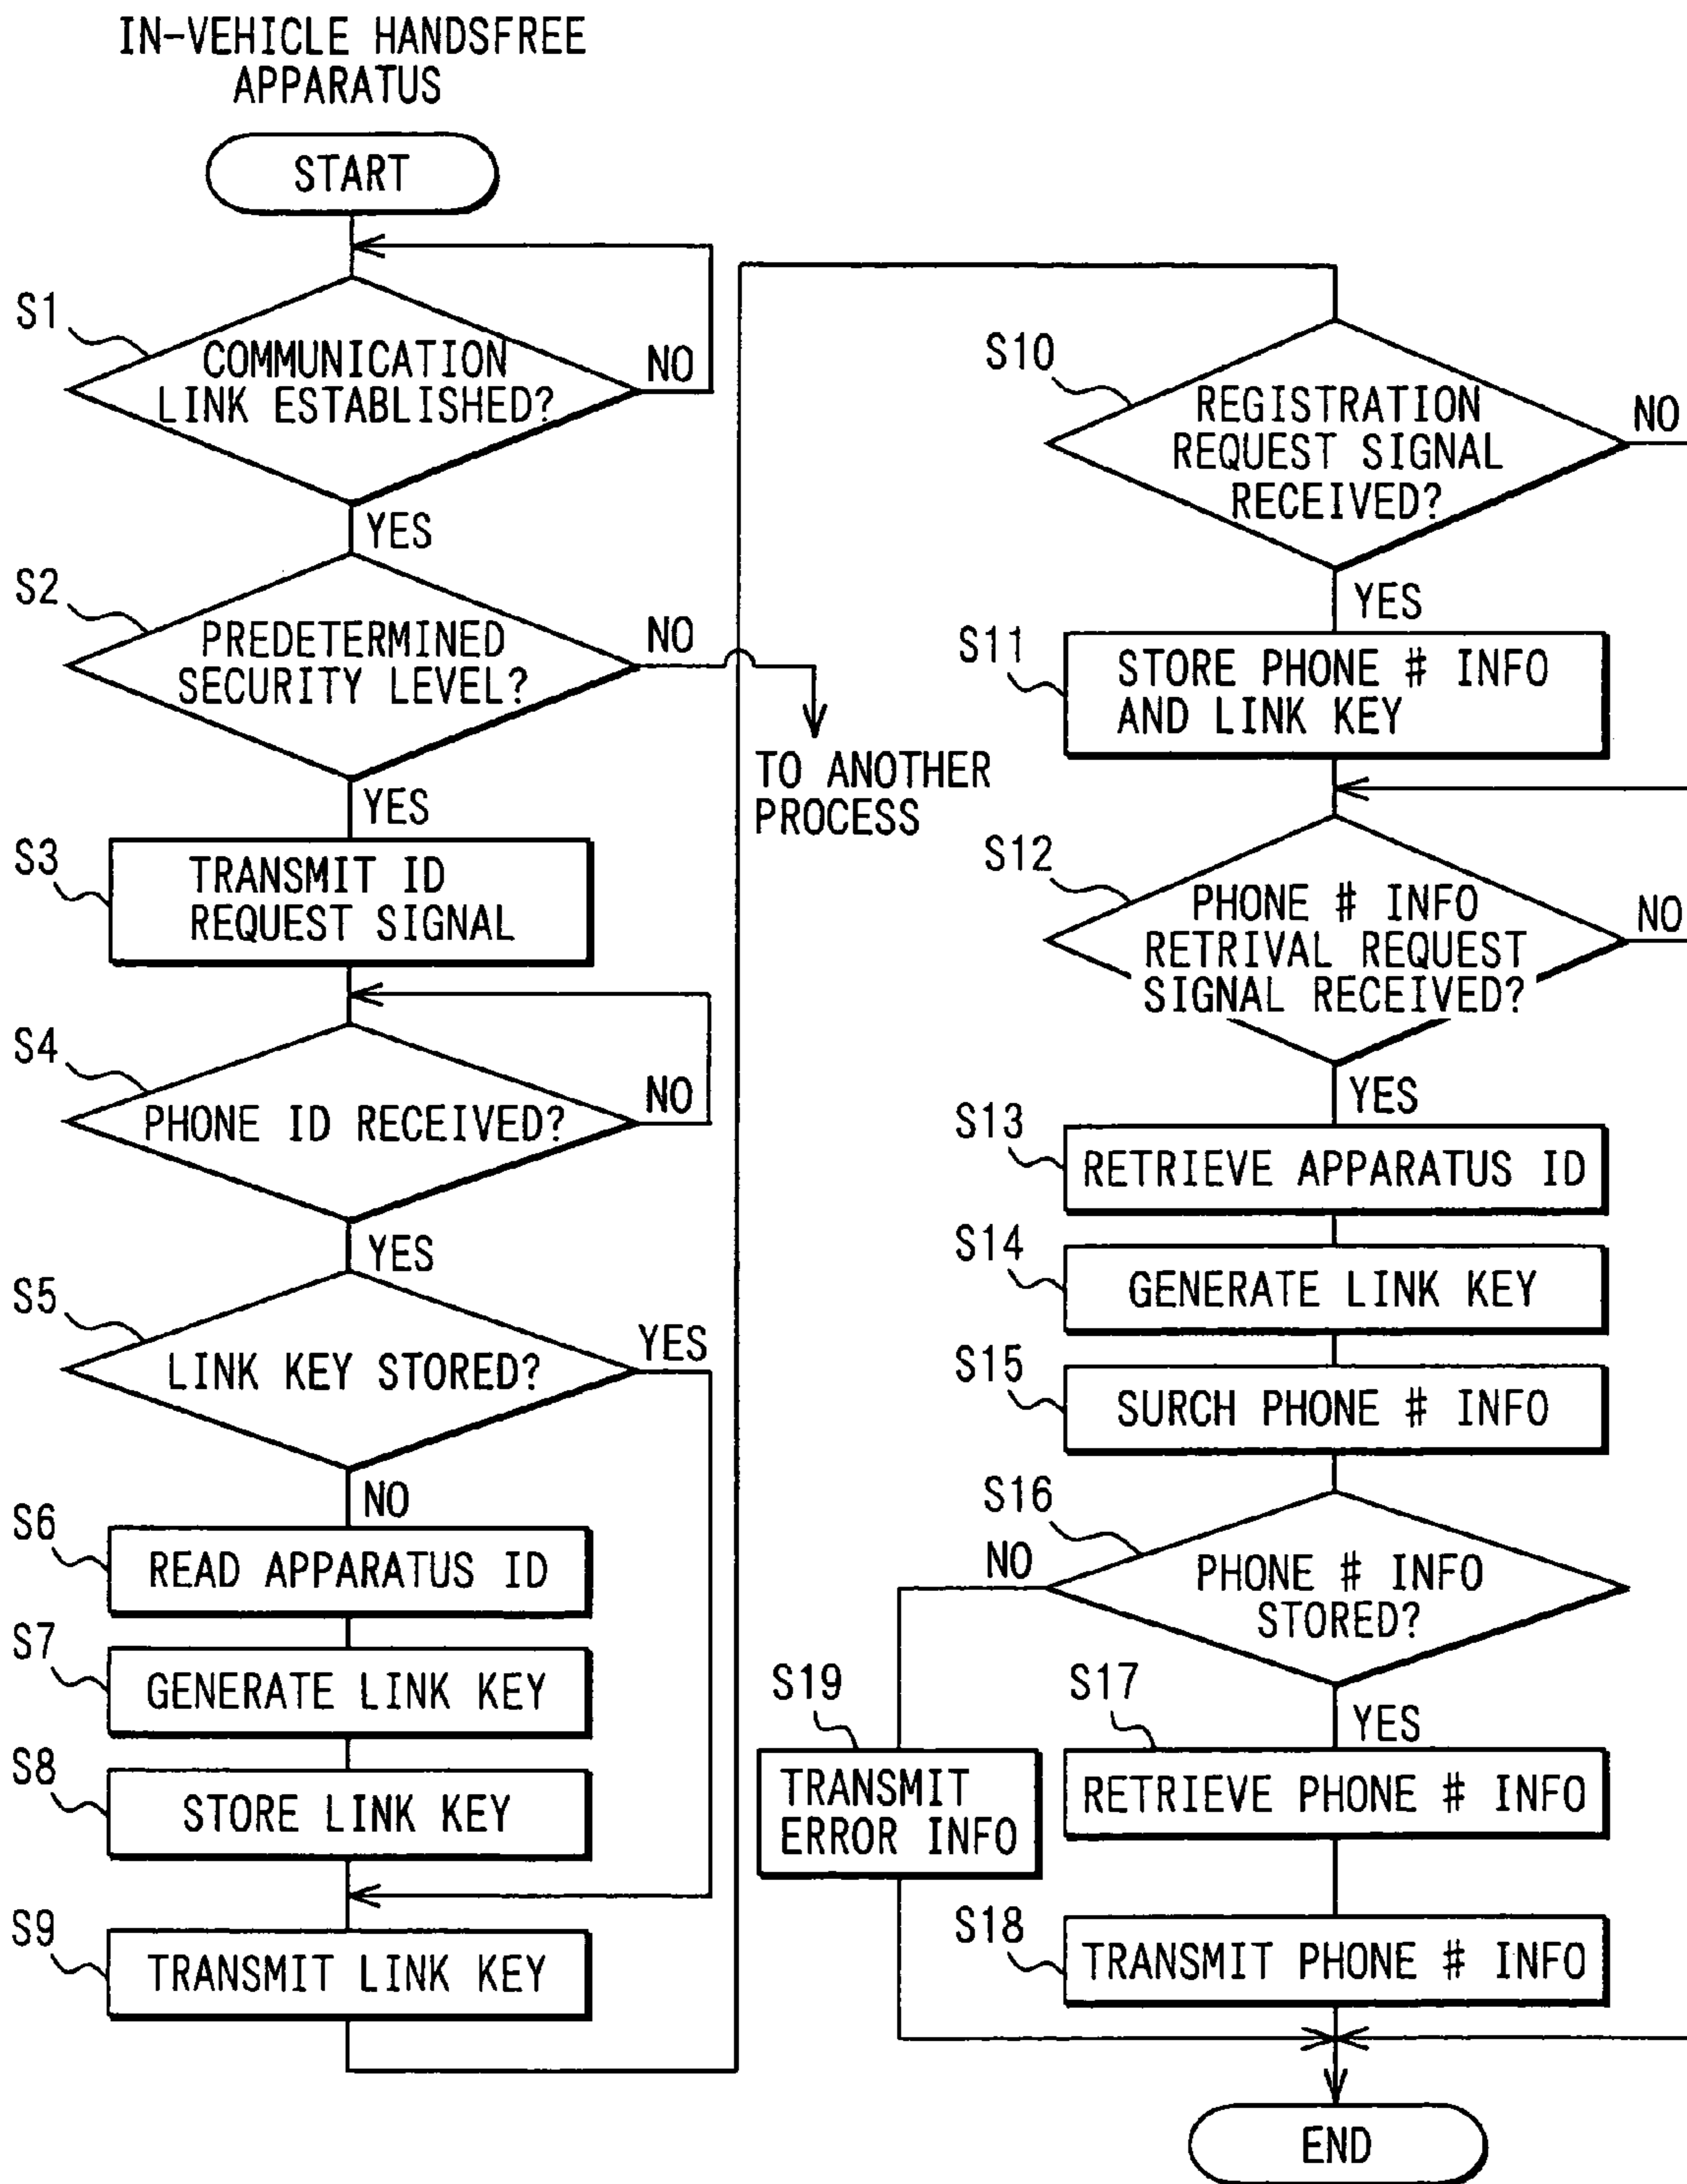 IN-VEHICLE HANDSFREE
APPARATUS
START
S1
COMMUNICATION
LINK ESTABLISHED?
NO
YES
S2
PREDETERMINED
SECURITY LEVEL?
NO
TO ANOTHER
PROCESS
YES
S3
TRANSMIT ID
REQUEST SIGNAL
S4
PHONE ID RECEIVED?
NO
YES
S5
LINK KEY STORED?
YES
NO
S6
READ APPARATUS ID
S7
GENERATE LINK KEY
S8
STORE LINK KEY
S9
TRANSMIT LINK KEY
S10
REGISTRATION
REQUEST SIGNAL
RECEIVED?
NO
YES
S11
STORE PHONE # INFO
AND LINK KEY
S12
PHONE # INFO
RETRIVAL REQUEST
SIGNAL RECEIVED?
NO
YES
S13
RETRIEVE APPARATUS ID
S14
GENERATE LINK KEY
S15
SURCH PHONE # INFO
S16
PHONE # INFO
STORED?
NO
YES
S19
TRANSMIT
ERROR INFO
S17
RETRIEVE PHONE # INFO
S18
TRANSMIT PHONE # INFO
END